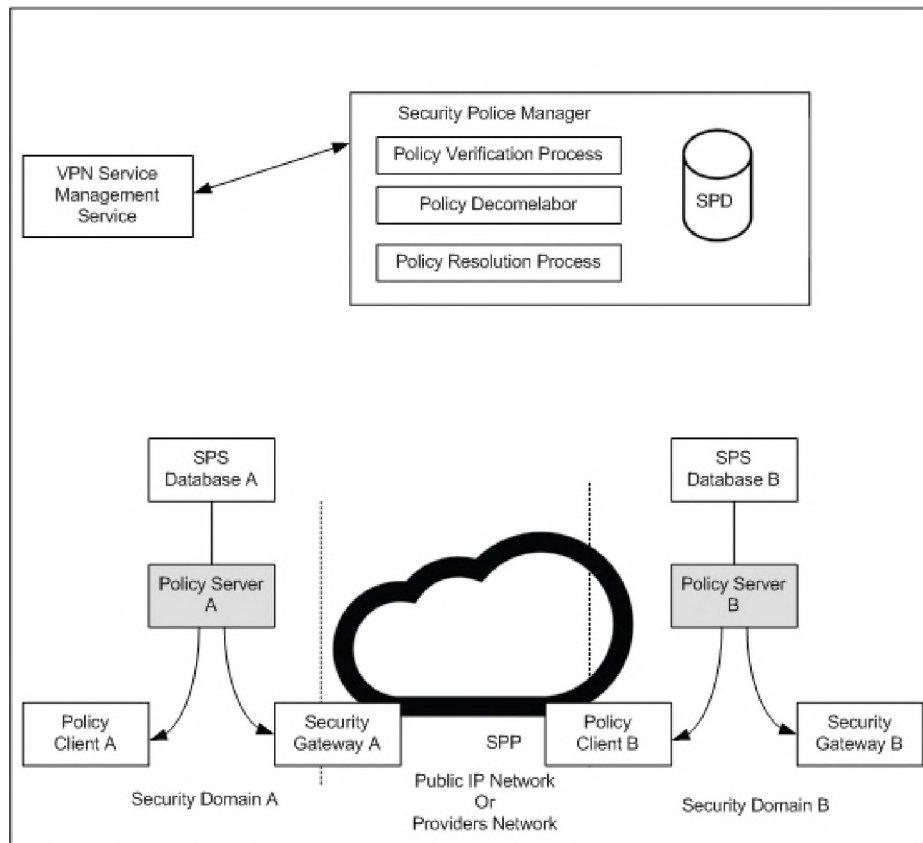 Security Police Manager
Policy Verification Process
VPN Service
Management
Service
Policy Decomelabor
SPD
Policy Resolution Process
SPS
Database A
SPS
Database B
Policy Server
A
Policy Server
B
Policy
Client A
Security
Gateway A
SPP
Policy
Client B
Security
Gateway B
Security Domain A
Public IP Network
Or
Providers Network
Security Domain B